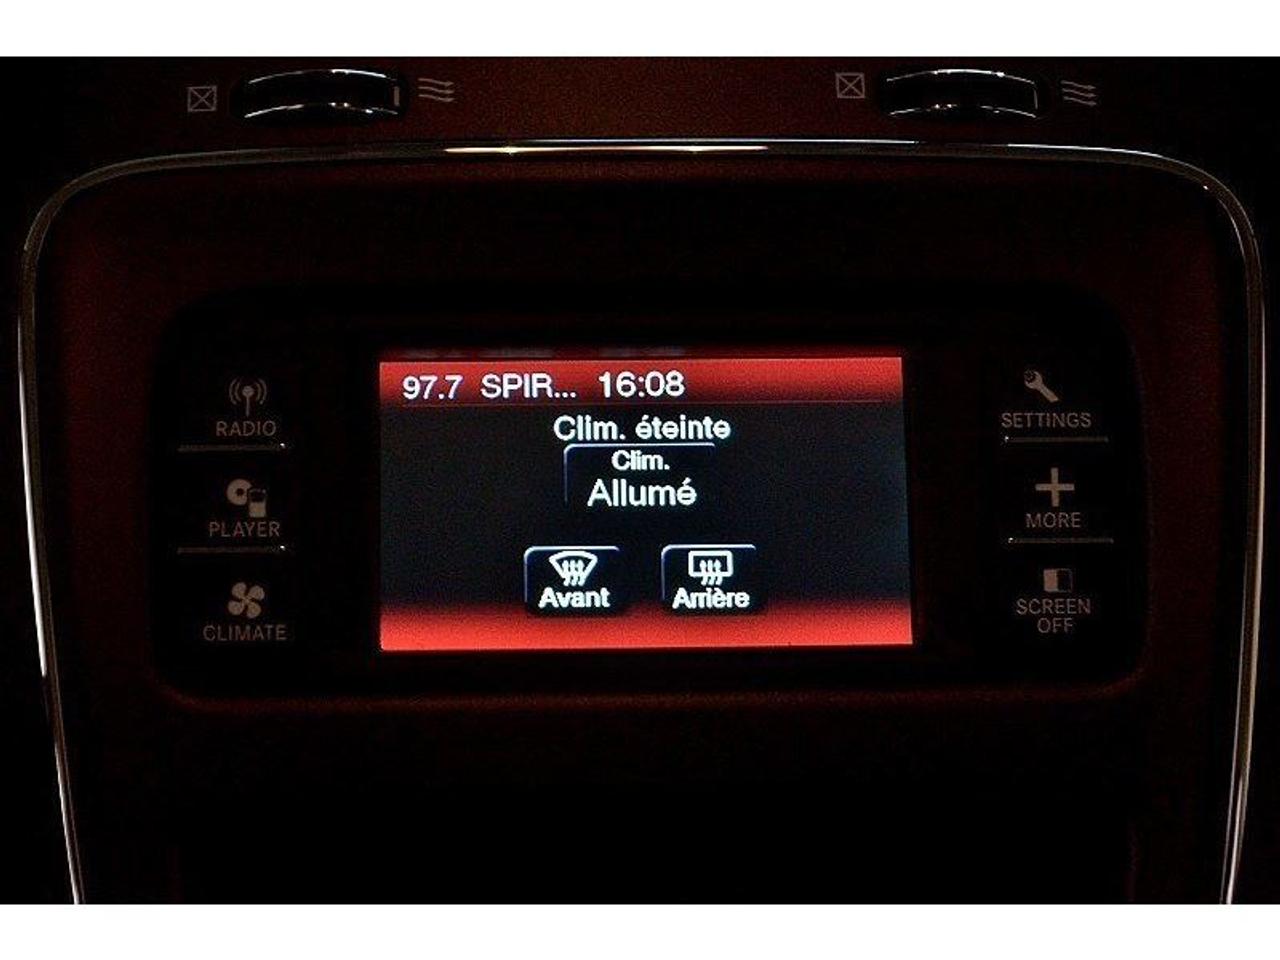 97.7 SPIR... 16:08
Clim. éteinte
Clim.
Allumé
Avant Arrière
RADIO
PLAYER
CLIMATE
SETTINGS
MORE
SCREEN
OFF